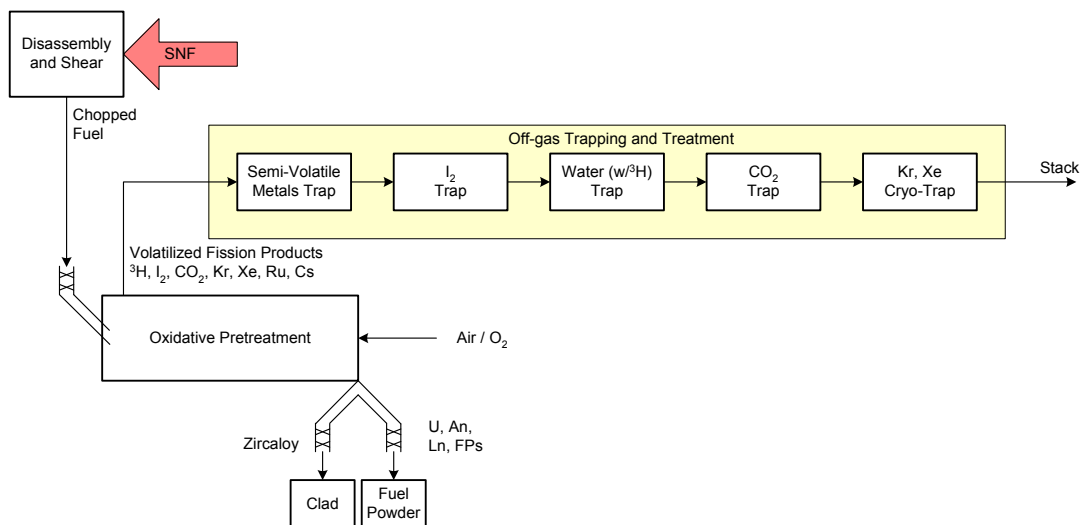 Disassembly
and Shear
SNF
Chopped
Fuel
Off-gas Trapping and Treatment
Semi-Volatile
Metals Trap
I₂
Trap
Water (w/³H)
Trap
CO₂
Trap
Kr, Xe
Cryo-Trap
Stack
Volatilized Fission Products
³H, I₂, CO₂, Kr, Xe, Ru, Cs
Oxidative Pretreatment
Air / O₂
Zircaloy
U, An,
Ln, FPs
Clad
Fuel
Powder